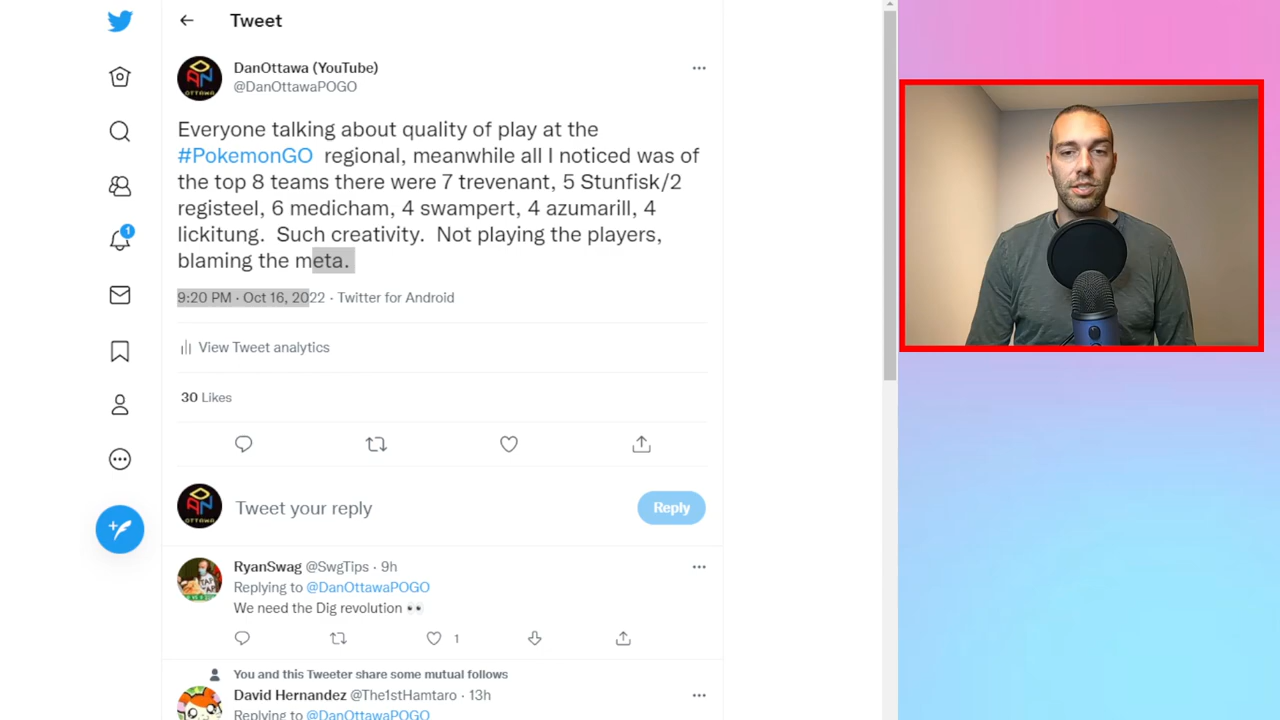 Tweet
DanOttawa (YouTube)
@DanOttawaPOGO
Everyone talking about quality of play at the
#PokemonGO regional, meanwhile all I noticed was of
the top 8 teams there were 7 trevenant, 5 Stunfisk/2
registeel, 6 medicham, 4 swampert, 4 azumarill, 4
lickitung. Such creativity. Not playing the players,
blaming the meta.
9:20 PM · Oct 16, 2022 · Twitter for Android
View Tweet analytics
30 Likes
Tweet your reply
Reply
RyanSwag @SwgTips · 9h
Replying to @DanOttawaPOGO
We need the Dig revolution 👀
1
You and this Tweeter share some mutual follows
David Hernandez @The1stHamtaro · 13h
Replying to @DanOttawaPOGO
1
OTTAWA
OTTAWA